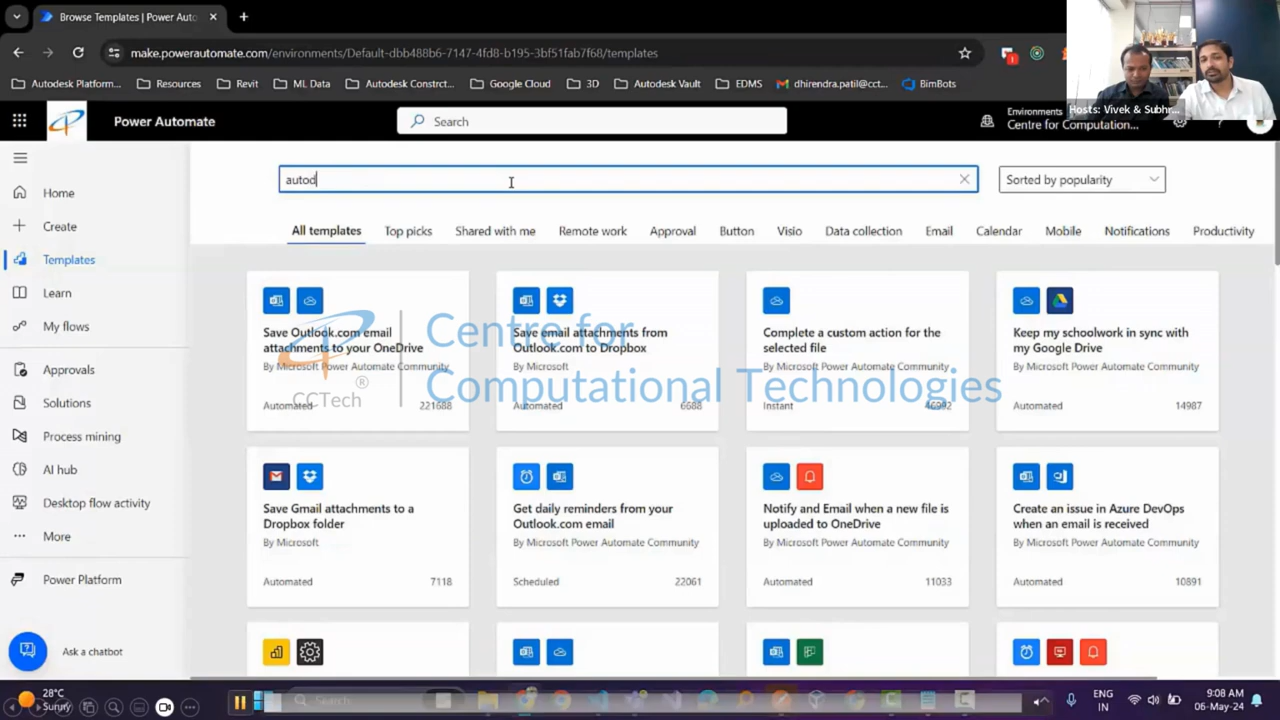 Browse Templates | Power Auto
make.powerautomate.com/environments/Default-dbb488b6-7147-4fd8-b195-3bf51fab7f68/templates
Autodesk Platform...
Resources
Revit
ML Data
Autodesk Contrct...
Cloud
3D
Autodesk Vault
EDMS
dhirendra.patil@cct...
BimBots
Hosts: Vivek & Subhr...
Power Automate
Search
Environments
Centre for Computation...
Home
Create
Templates
Learn
My flows
Approvals
Solutions
Process mining
AI hub
Desktop flow activity
More
Power Platform
Ask a chatbot
autod
Sorted by popularity
All templates
Top picks
Shared with me
Remote work
Approval
Button
Visio
Data collection
Email
Calendar
Mobile
Notifications
Productivity
Save Outlook.com email
attachments to your OneDrive
By Microsoft Power Automate Community
Automated
221688
Save email attachments from
Outlook.com to Dropbox
By Microsoft
Automated
6688
Complete a custom action for the
selected file
By Microsoft Power Automate Community
Instant
46992
Keep my schoolwork in sync with
my Google Drive
By Microsoft Power Automate Community
Automated
14987
CCTech
®
Centre for
Computational Technologies
Save Gmail attachments to a
Dropbox folder
By Microsoft
Automated
7118
Get daily reminders from your
Outlook.com email
By Microsoft Power Automate Community
Scheduled
22061
Notify and Email when a new file is
uploaded to OneDrive
By Microsoft Power Automate Community
Automated
11033
Create an issue in Azure DevOps
when an email is received
By Microsoft Power Automate Community
Automated
10891
28°C
Sunny
Search
ENG
IN
9:08 AM
06-May-24